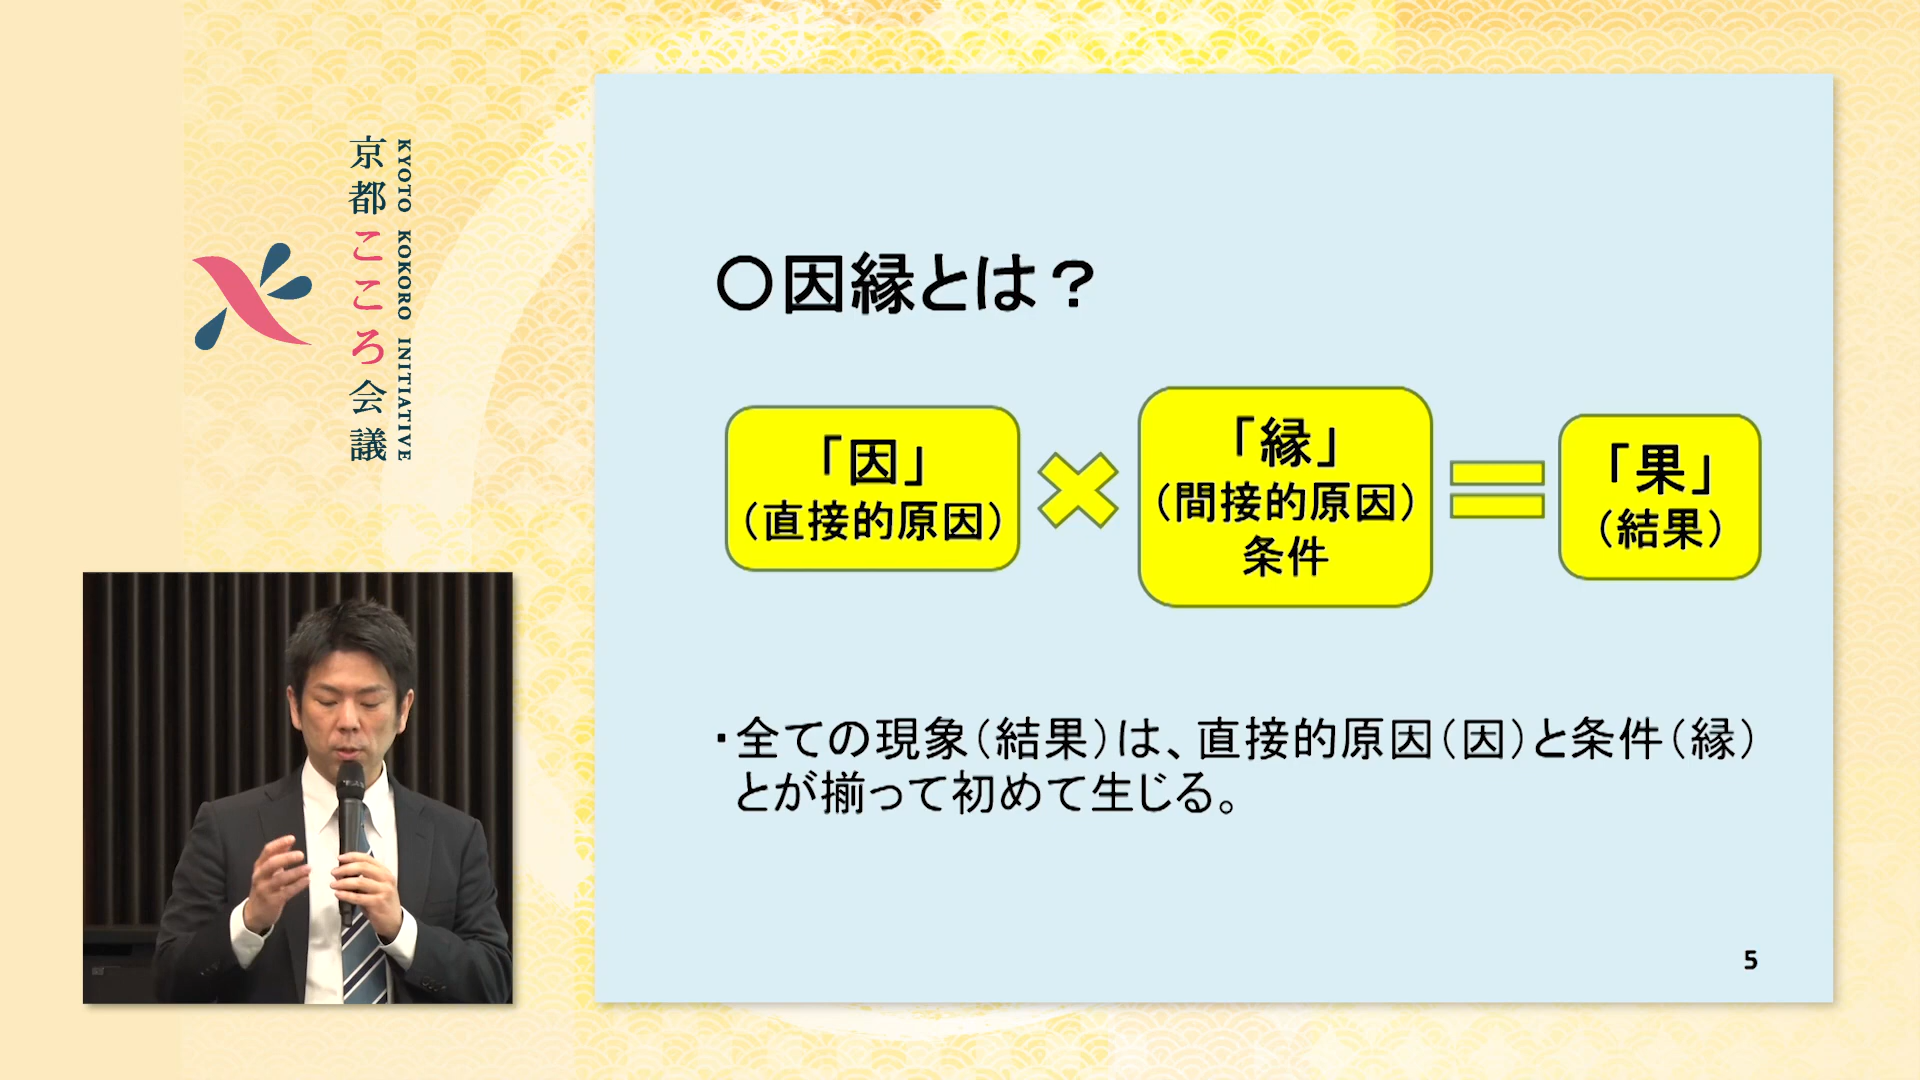 京都こころ会議
KYOTO KOKORO INITIATIVE
〇因縁とは？
「因」
（直接的原因）
「縁」
（間接的原因）
条件
「果」
（結果）
・全ての現象（結果）は、直接的原因（因）と条件（縁）
とが揃って初めて生じる。
5